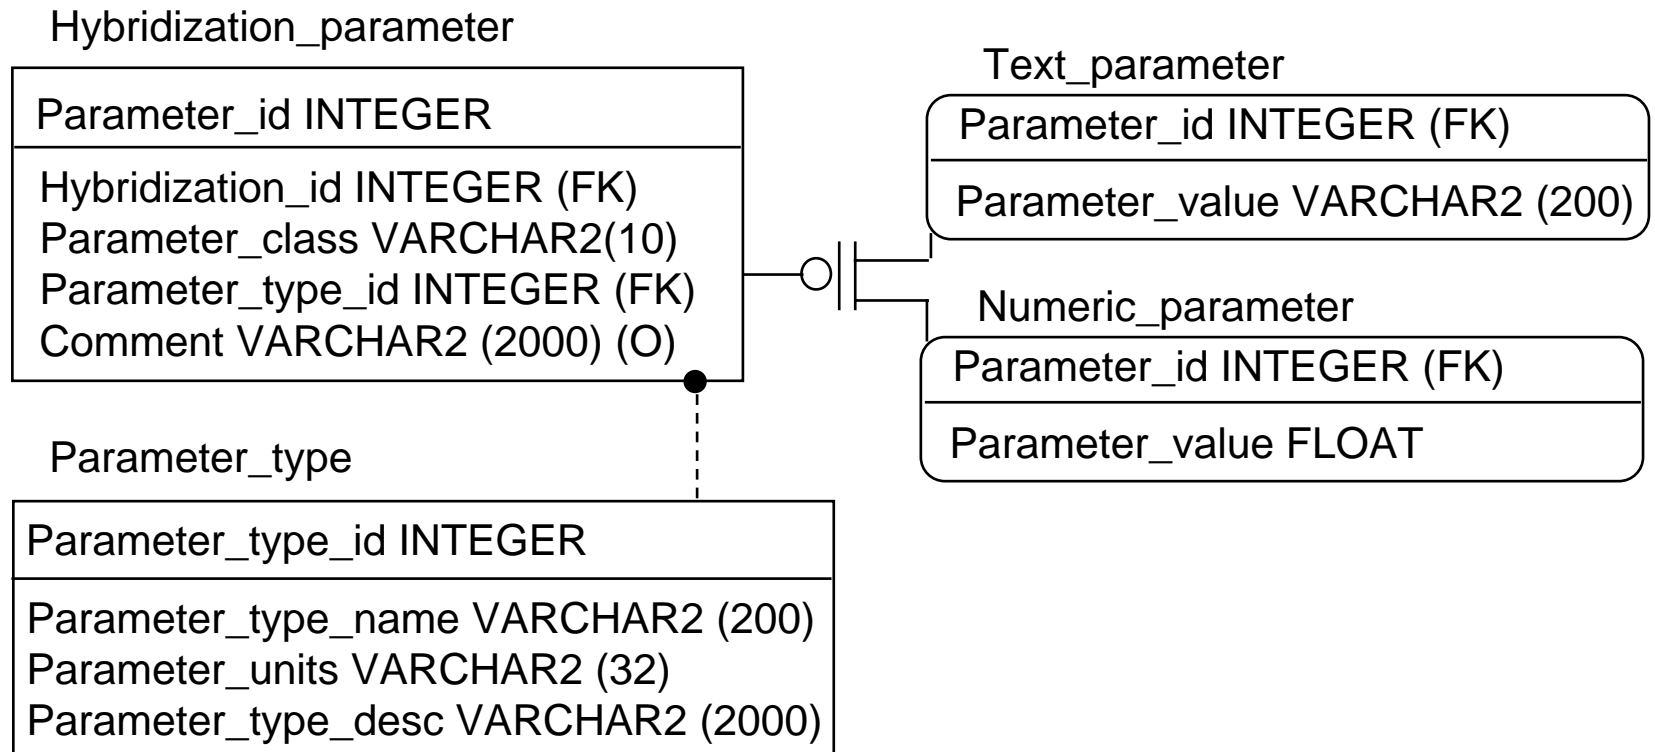 Hybridization_parameter
Parameter_id INTEGER
Hybridization_id INTEGER (FK)
Parameter_class VARCHAR2(10)
Parameter_type_id INTEGER (FK)
Comment VARCHAR2 (2000) (O)
Text_parameter
Parameter_id INTEGER (FK)
Parameter_value VARCHAR2 (200)
Numeric_parameter
Parameter_id INTEGER (FK)
Parameter_value FLOAT
Parameter_type
Parameter_type_id INTEGER
Parameter_type_name VARCHAR2 (200)
Parameter_units VARCHAR2 (32)
Parameter_type_desc VARCHAR2 (2000)